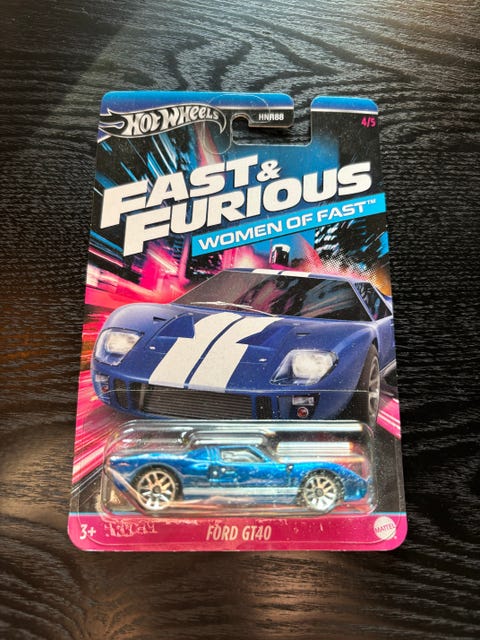 HOT WHEELS
HNR88
4/5
FAST &
FURIOUS
WOMEN OF FAST™
3+
FORD GT40
MATTEL